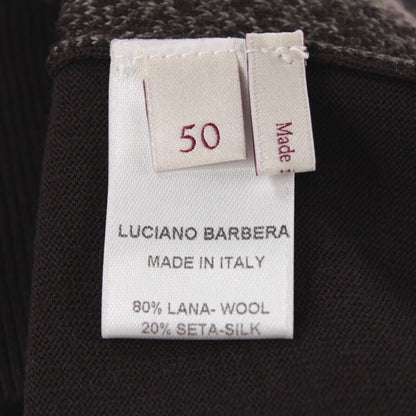 50
Made
LUCIANO BARBERA
MADE IN ITALY
80% LANA- WOOL
20% SETA-SILK